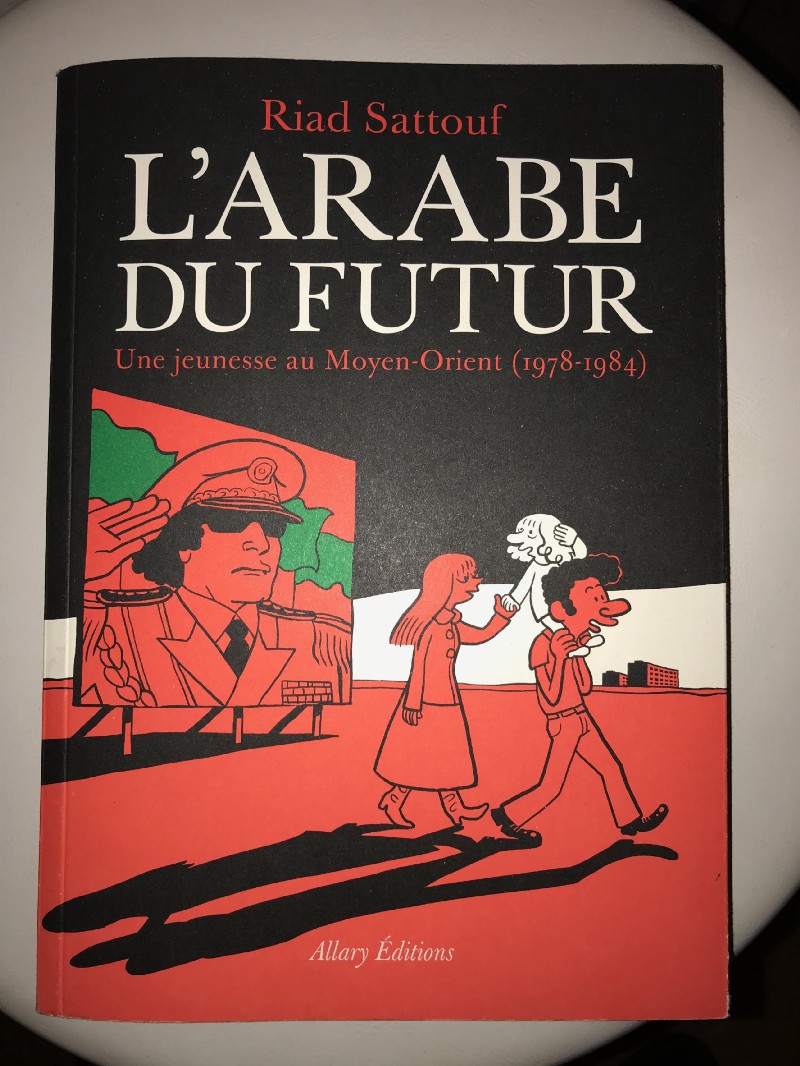 Riad Sattouf
L'ARABE
DU FUTUR
Une jeunesse au Moyen-Orient (1978-1984)
Allary Éditions